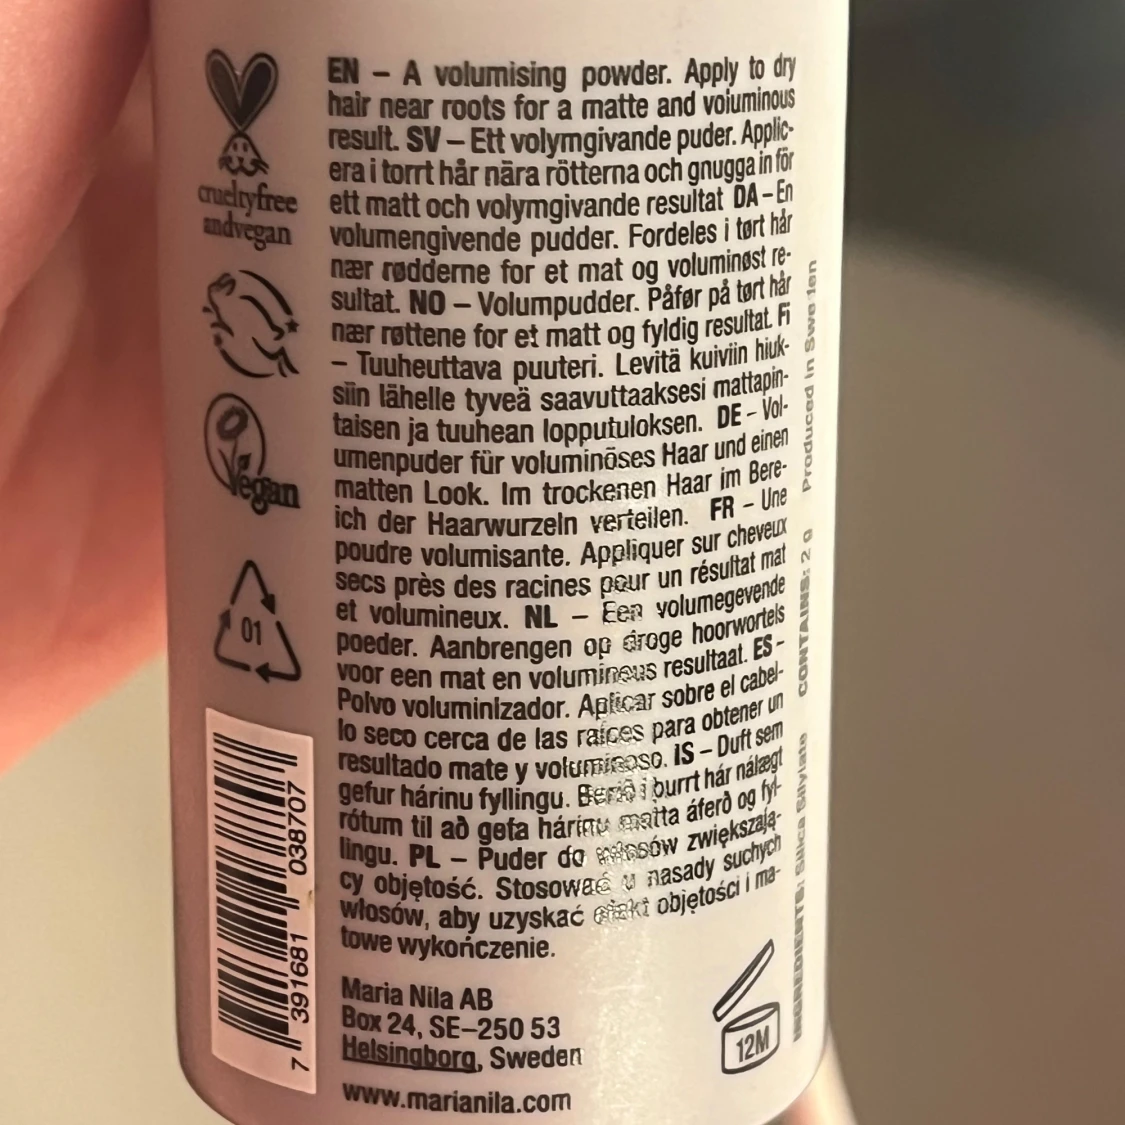 EN – A volumising powder. Apply to dry
hair near roots for a matte and voluminous
result. SV – Ett volymgivande puder. Applic-
era i torrt hår nära rötterna och gnugga in för
ett matt och volymgivande resultat DA – En
volumengivende pudder. Fordeles i tørt hår
nær rødderne for et mat og voluminøst re-
sultat. NO – Volumpudder. Påfør på tørt hår
nær røttene for et matt og fyldig resultat. Fi
– Tuuheuttava puuteri. Levitä kuiviin hiuk-
siin lähelle tyveä saavuttaaksesi mattapin-
taisen ja tuuhean lopputuloksen. DE – Vol-
umenpuder für voluminöses Haar und einen
matten Look. Im trockenen Haar im Bere-
ich der Haarwurzeln verteilen. FR – Une
poudre volumisante. Appliquer sur cheveux
secs près des racines pour un résultat mat
et volumineux. NL – Een volumegevende
poeder. Aanbrengen op droge hoorwortels
voor een mat en volumineus resultaat. ES –
Polvo voluminizador. Aplicar sobre el cabel-
lo seco cerca de las raíces para obtener un
resultado mate y voluminoso. IS – Duft sem
gefur hárinu fyllingu. Berið í þurrt hár nálægt
rótum til að gefa hárinu matta áferð og fyl-
lingu. PL – Puder do włosów zwiększają-
cy objętość. Stosować u nasady suchych
włosów, aby uzyskać efekt objętości i ma-
towe wykończenie.
Maria Nila AB
Box 24, SE–250 53
Helsingborg, Sweden
www.marianila.com
crueltyfree
andvegan
Vegan
01
7 391681 038707
12M
INGREDIENTS: Silica Silylate CONTAINS: 2 g Produced in Sweden